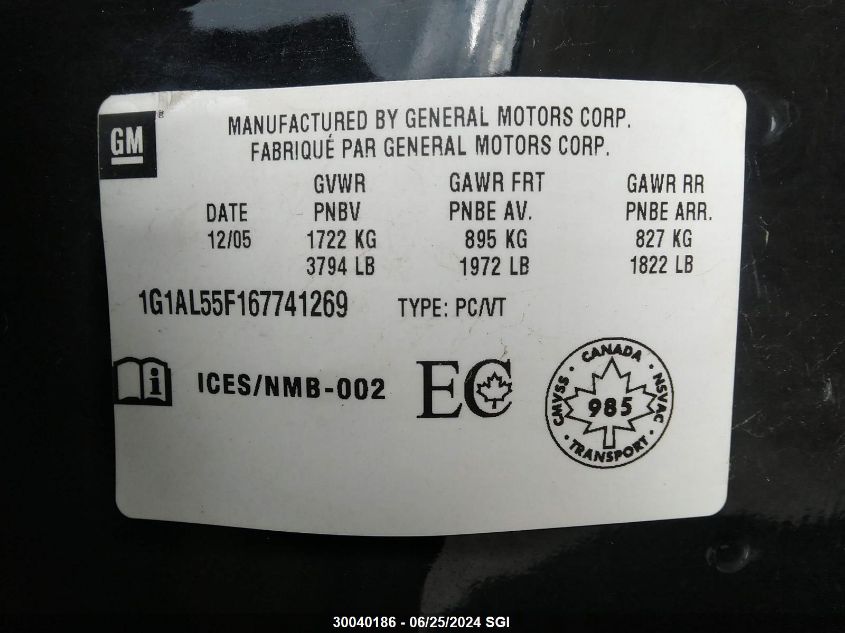 GM
MANUFACTURED BY GENERAL MOTORS CORP.
FABRIQUÉ PAR GENERAL MOTORS CORP.
GVWR GAWR FRT GAWR RR
DATE PNBV PNBE AV. PNBE ARR.
12/05 1722 KG 895 KG 827 KG
3794 LB 1972 LB 1822 LB
1G1AL55F167741269 TYPE: PC/VT
i ICES/NMB-002 EC
CANADA
CMVSS 985 NSVAC
TRANSPORT
30040186 - 06/25/2024 SGI